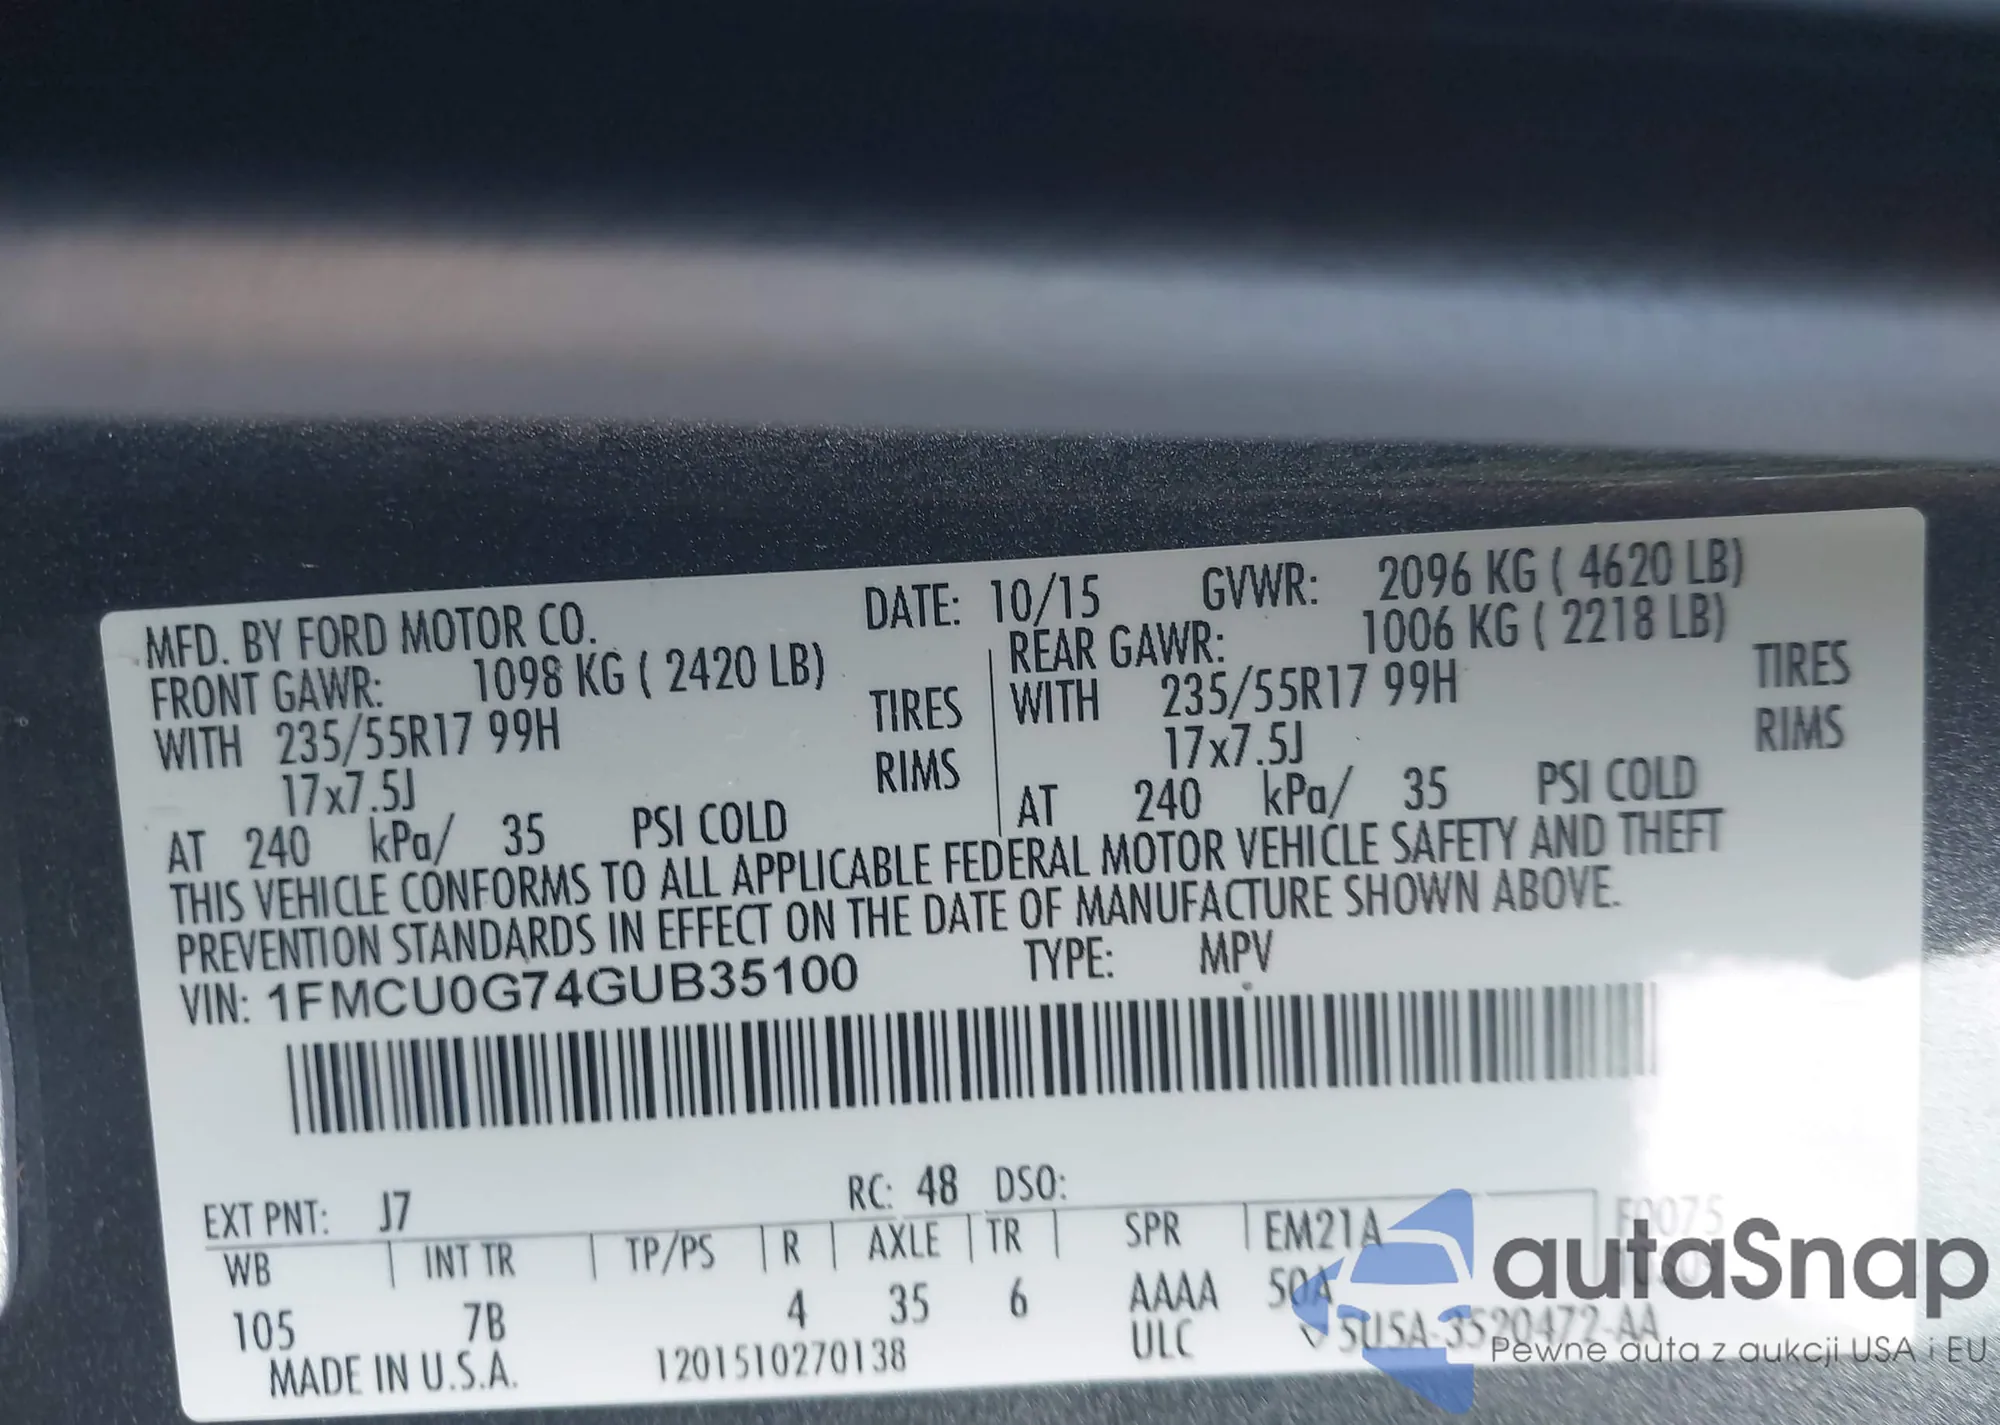 MFD. BY FORD MOTOR CO. DATE: 10/15 GVWR: 2096 KG ( 4620 LB)
FRONT GAWR: 1098 KG ( 2420 LB) REAR GAWR: 1006 KG ( 2218 LB)
WITH 235/55R17 99H TIRES WITH 235/55R17 99H TIRES
17x7.5J RIMS 17x7.5J RIMS
AT 240 kPa/ 35 PSI COLD AT 240 kPa/ 35 PSI COLD
THIS VEHICLE CONFORMS TO ALL APPLICABLE FEDERAL MOTOR VEHICLE SAFETY AND THEFT
PREVENTION STANDARDS IN EFFECT ON THE DATE OF MANUFACTURE SHOWN ABOVE.
VIN: 1FMCU0G74GUB35100 TYPE: MPV
EXT PNT: J7 RC: 48 DSO:
WB INT TR TP/PS R AXLE TR SPR EM21A
105 7B 4 35 6 AAAA 50A
ULC 5U5A-3520472-AA
MADE IN U.S.A. 1201510270138
autaSnap
Pewne auta z aukcji USA i EU